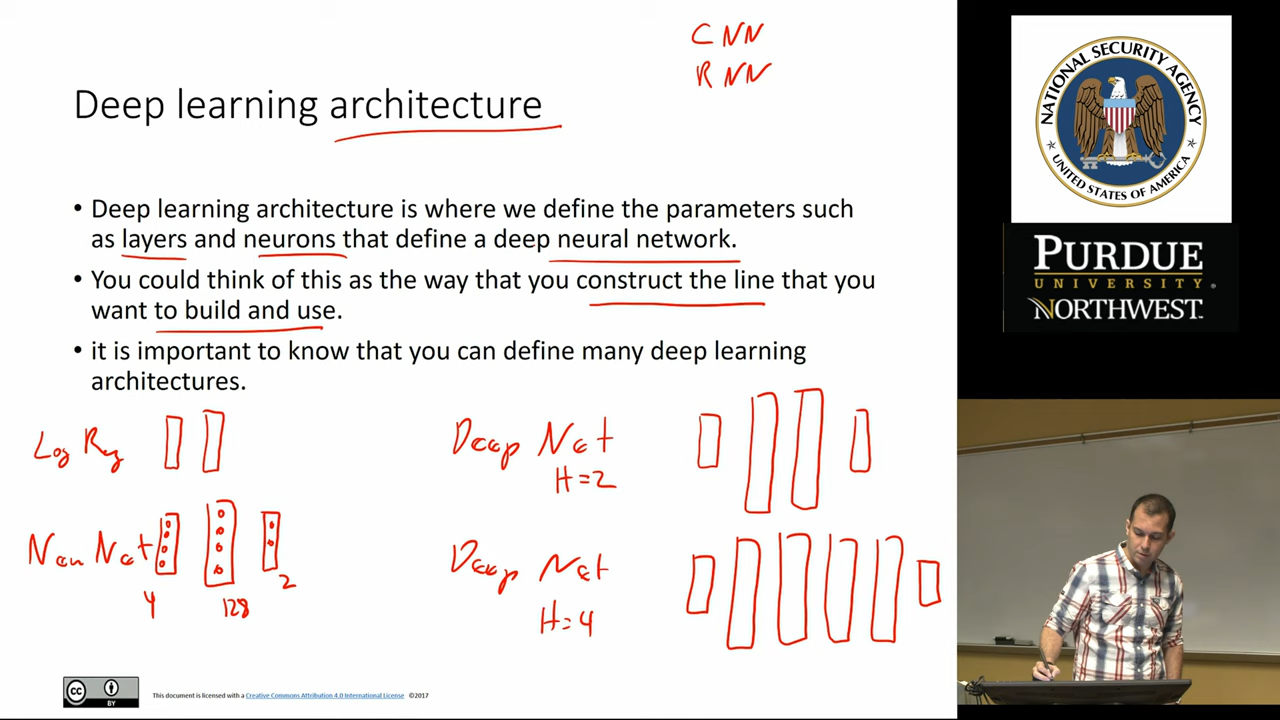 C NN
R NN
Deep learning architecture
• Deep learning architecture is where we define the parameters such
as layers and neurons that define a deep neural network.
• You could think of this as the way that you construct the line that you
want to build and use.
• it is important to know that you can define many deep learning
architectures.
Log Reg
Deep Net
H=2
Neu Net
4
128
2
Deep Net
H=4
CC
BY
This document is licensed with a Creative Commons Attribution 4.0 International License ©2017
NATIONAL SECURITY AGENCY
UNITED STATES OF AMERICA
PURDUE
UNIVERSITY
NORTHWEST